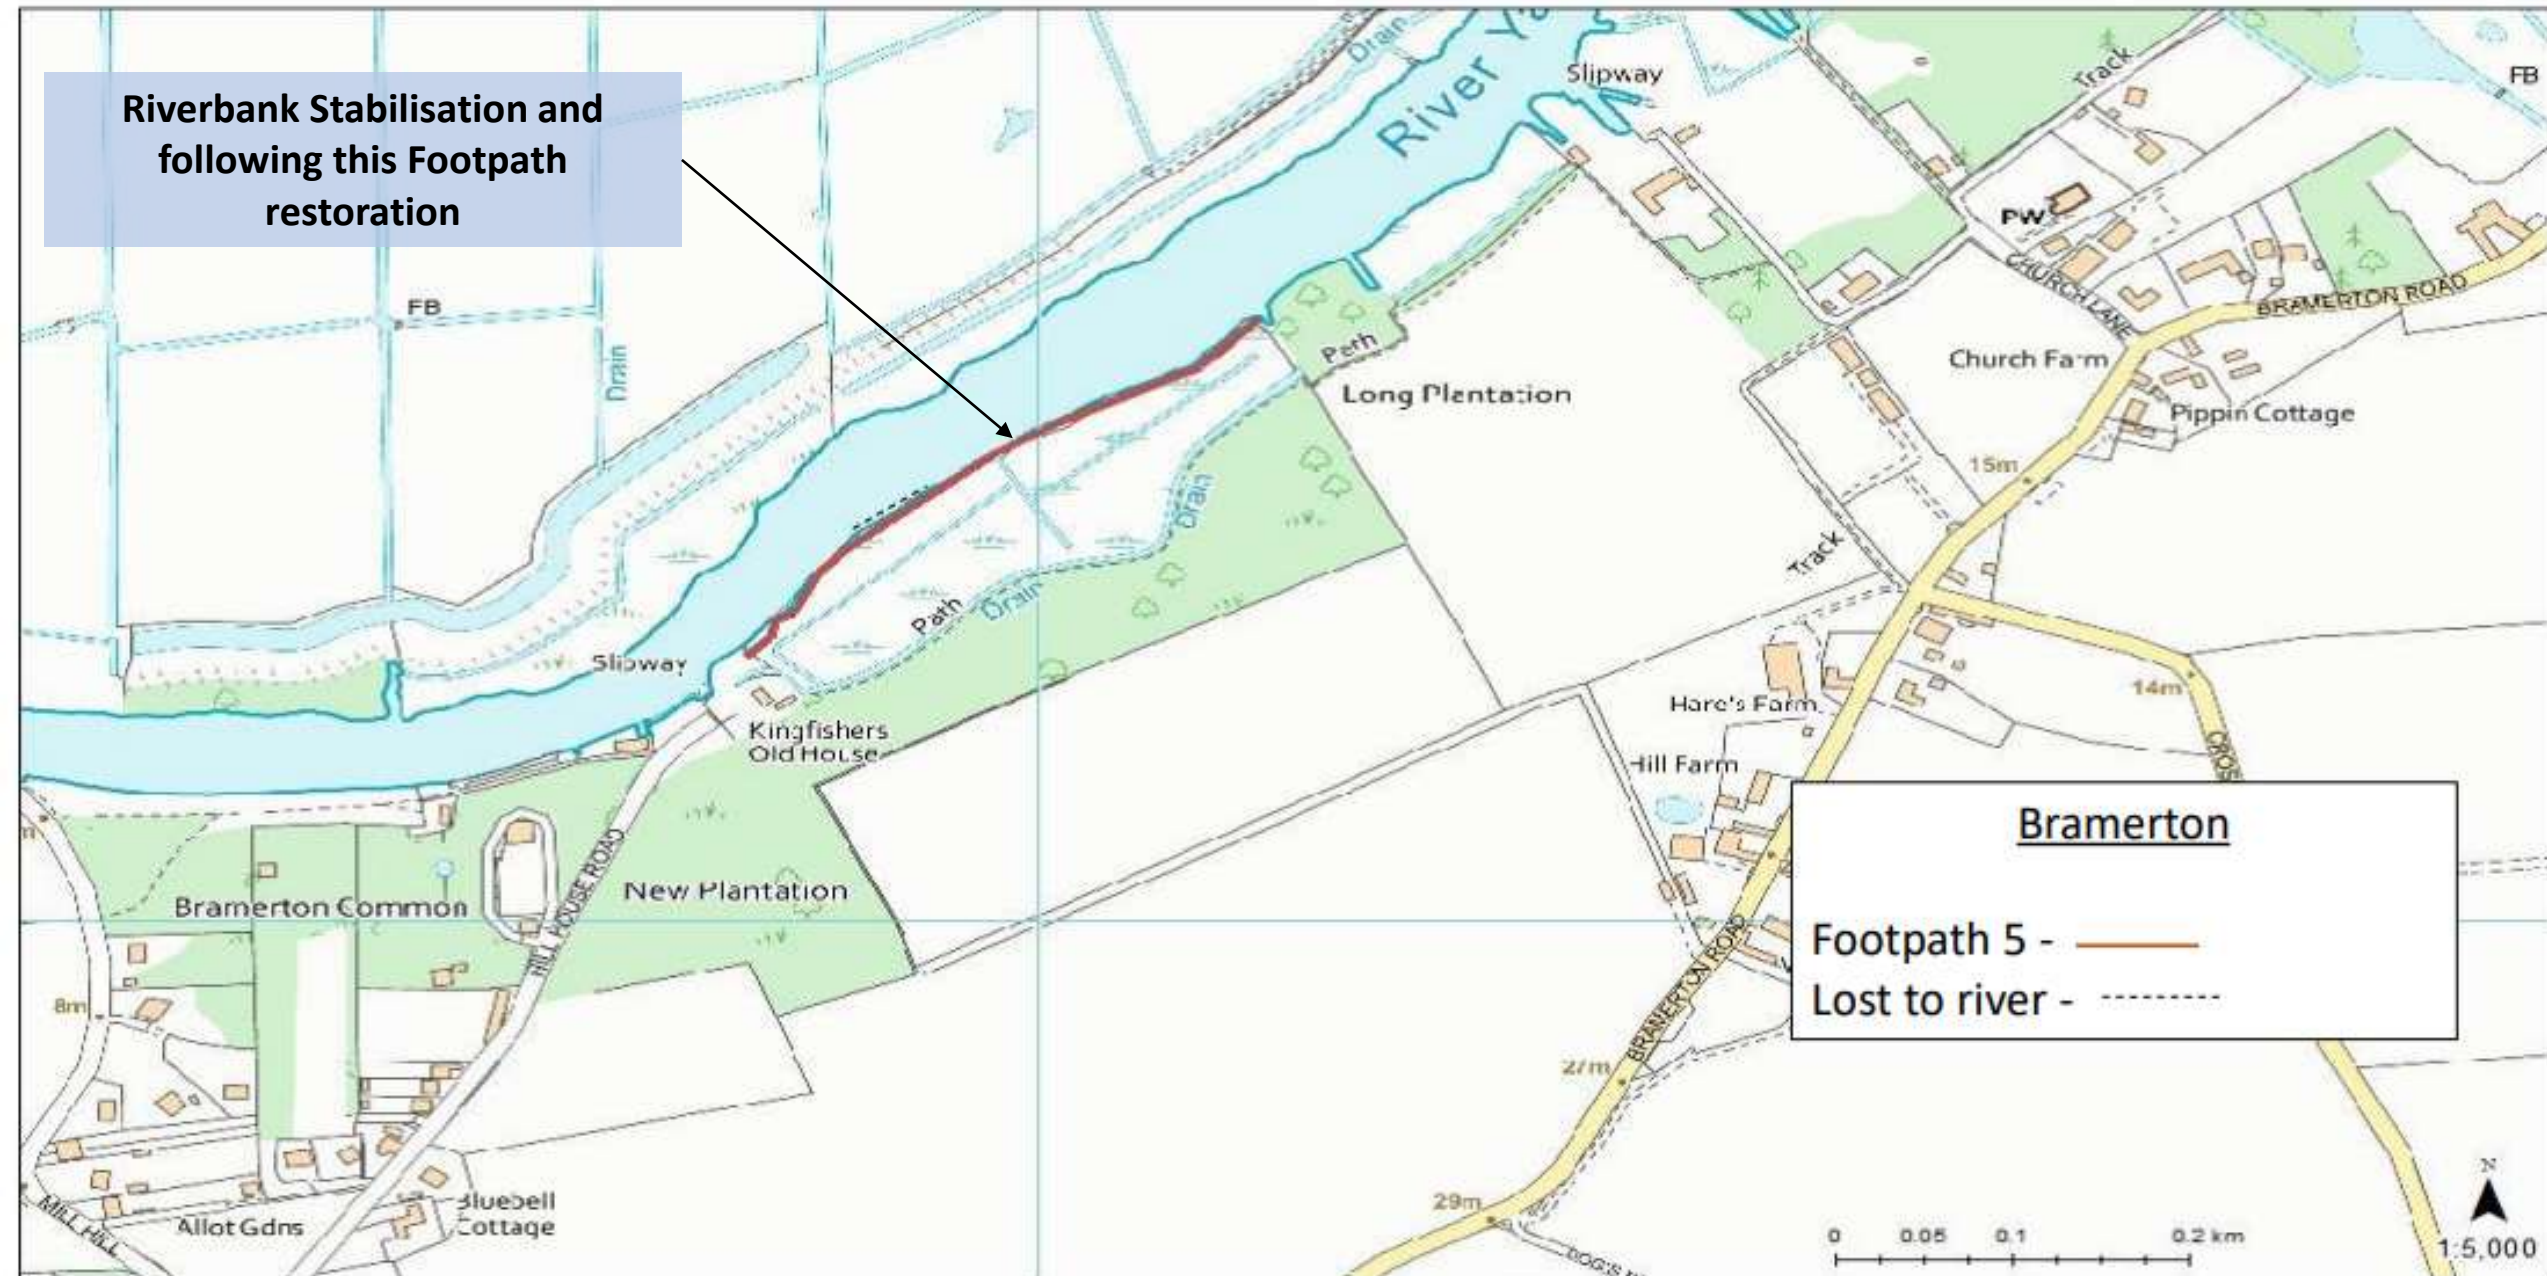 Riverbank Stabilisation and
following this Footpath
restoration
River Ya
Drain
Slipway
Track
FB
PW
CHURCH LANE
BRAMERTON ROAD
FB
Drain
Path
Long Plantation
Church Farm
Pippin Cottage
15m
Drain
Track
Path
Drain
Slipway
Kingfishers
Old House
Hare's Farm
14m
Hill Farm
CROS
Bramerton
Footpath 5 -
Lost to river -
New Plantation
Bramerton Common
HILL HOUSE ROAD
BRAMERTON ROAD
8m
27m
29m
MILL HILL
Allot Gdns
Bluebell
Cottage
0 0.05 0.1 0.2 km
N
1:5,000